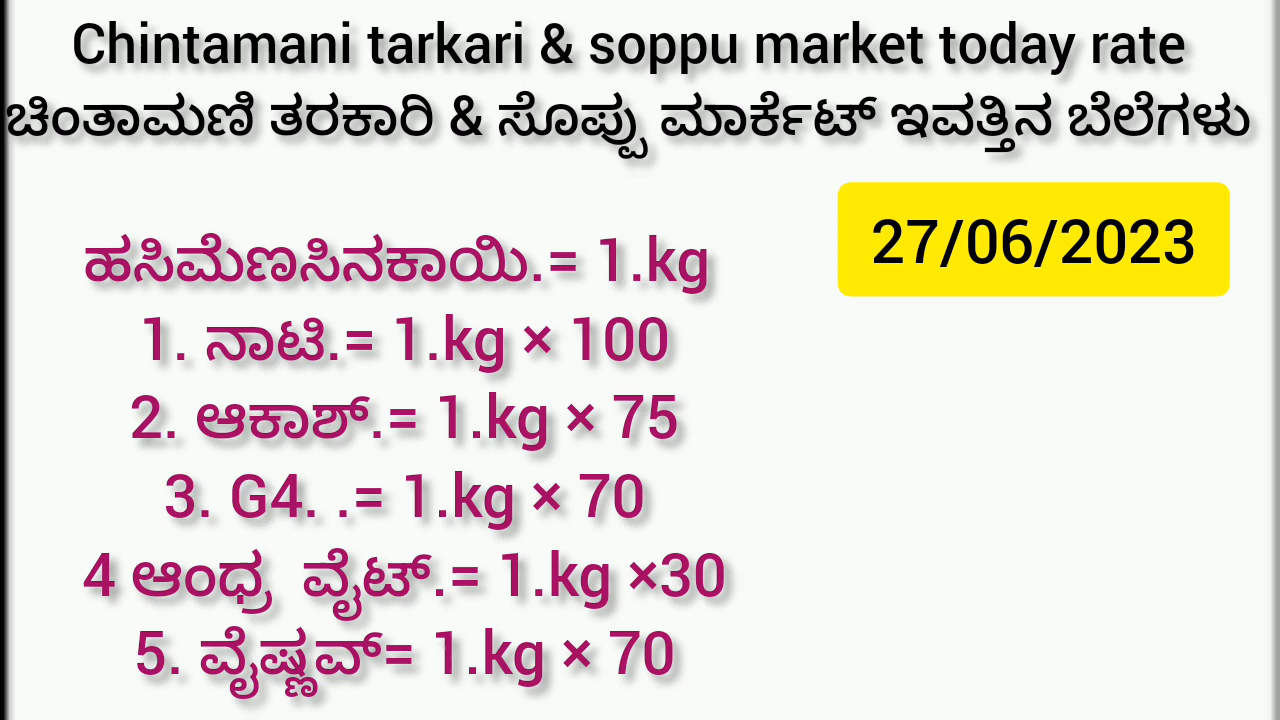 Chintamani tarkari & soppu market today rate
ಚಿಂತಾಮಣಿ ತರಕಾರಿ & ಸೊಪ್ಪು ಮಾರ್ಕೆಟ್ ಇವತ್ತಿನ ಬೆಲೆಗಳು
27/06/2023
ಹಸಿಮೆಣಸಿನಕಾಯಿ.= 1.kg
1. ನಾಟಿ.= 1.kg × 100
2. ಆಕಾಶ್.= 1.kg × 75
3. G4. .= 1.kg × 70
4 ಆಂಧ್ರ ವೈಟ್.= 1.kg ×30
5. ವೈಷ್ಣವ್= 1.kg × 70